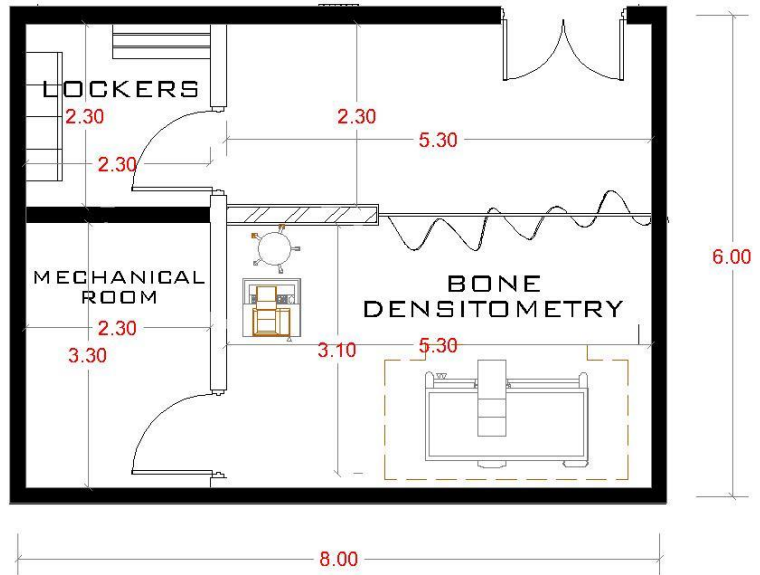 LOCKERS
2.30
2.30
2.30
5.30
6.00
MECHANICAL
ROOM
BONE
DENSITOMETRY
2.30
3.30
3.10
5.30
8.00